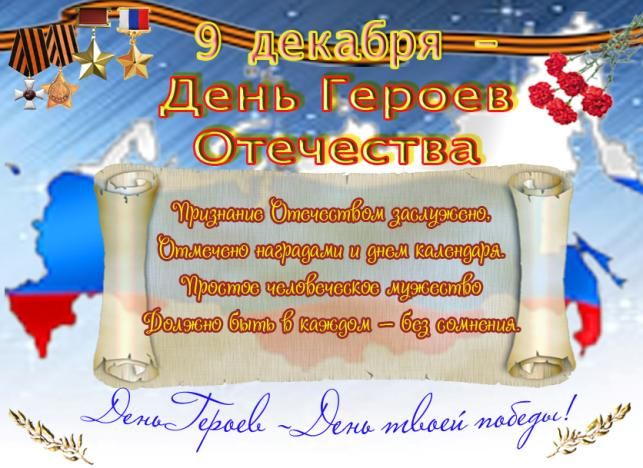 9 декабря -
День Героев
Отечества
Признание Отечеством заслужено,
Отмечено наградами и днем календаря.
Простое человеческое мужество
Должно быть в каждом – без сомнения.
День Героев - День твоей победы!